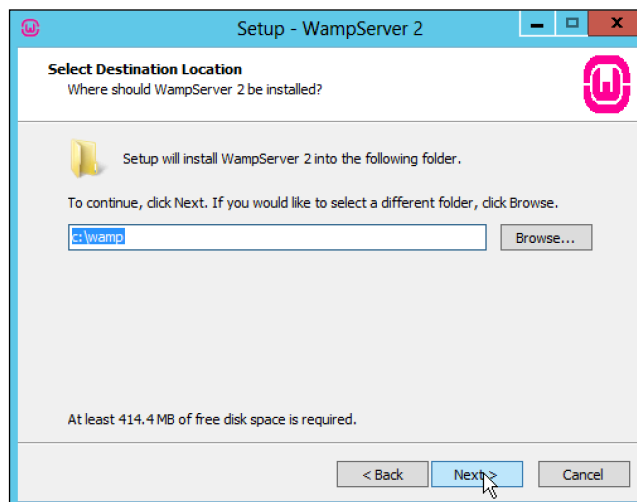 Setup - WampServer 2
Select Destination Location
Where should WampServer 2 be installed?
Setup will install WampServer 2 into the following folder.
To continue, click Next. If you would like to select a different folder, click Browse.
c:\wamp
Browse...
At least 414.4 MB of free disk space is required.
< Back
Next >
Cancel